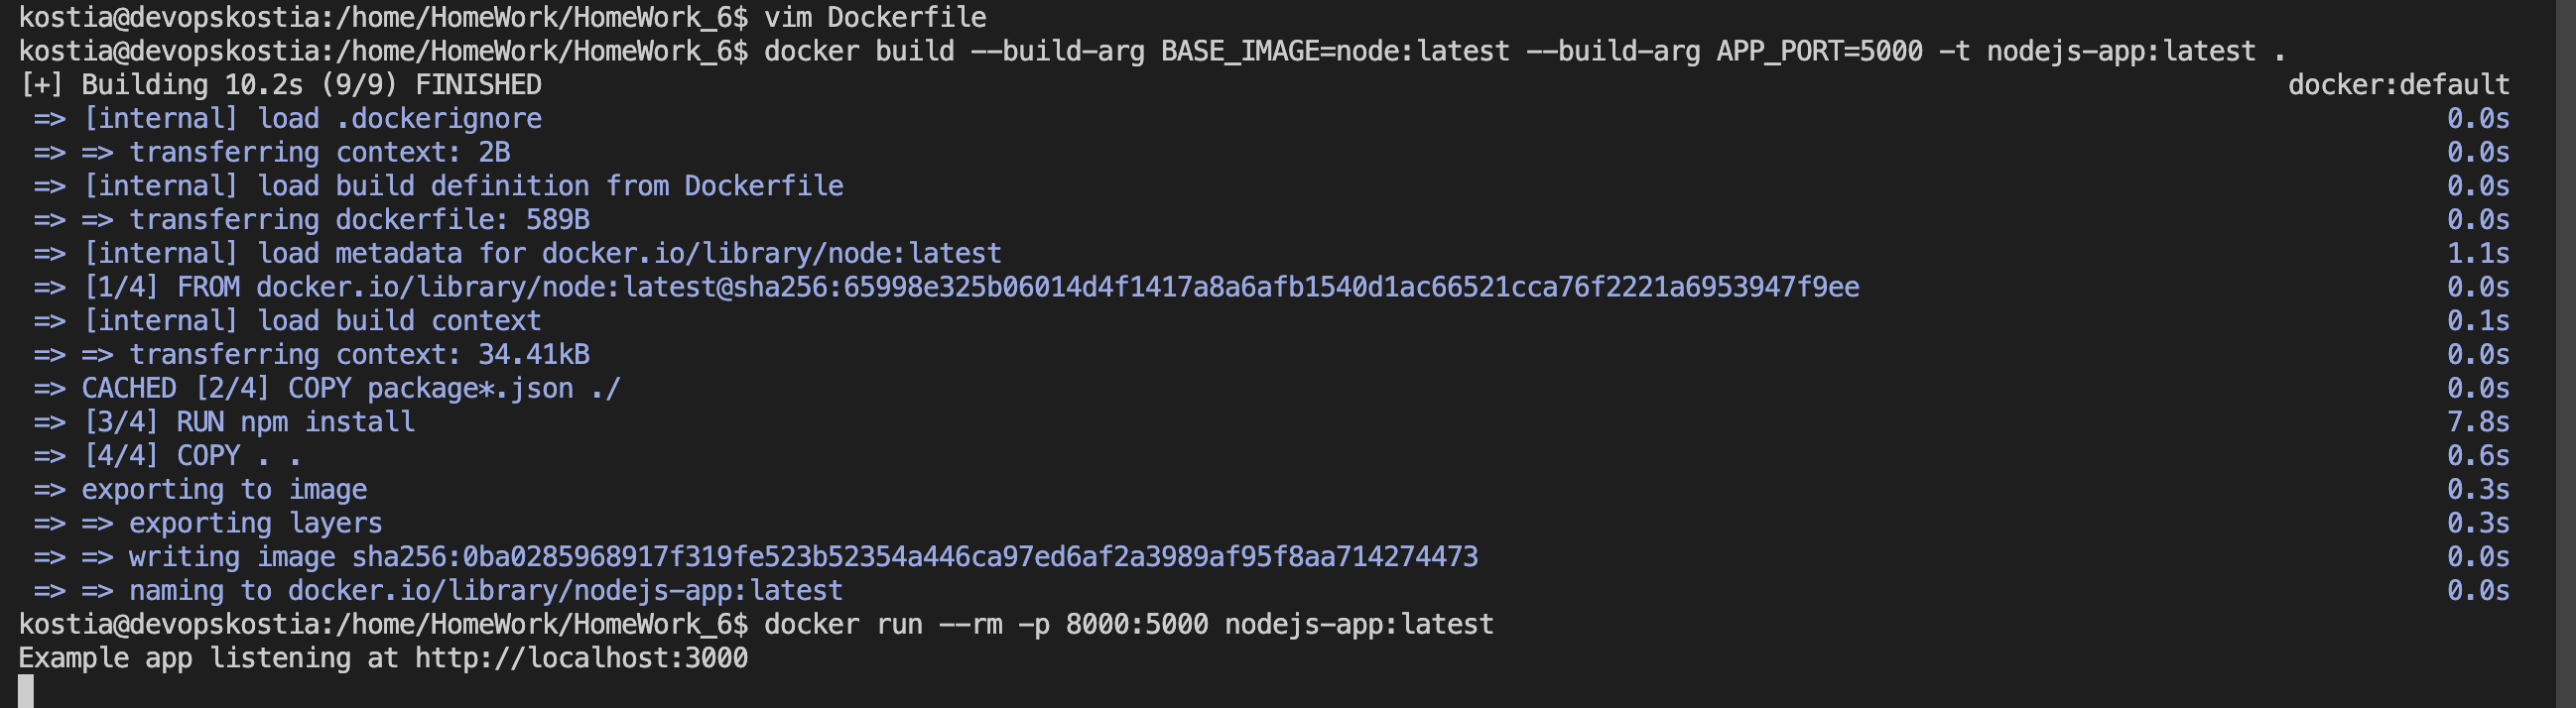 kostia@devopskostia:/home/HomeWork/HomeWork_6$ vim Dockerfile
kostia@devopskostia:/home/HomeWork/HomeWork_6$ docker build --build-arg BASE_IMAGE=node:latest --build-arg APP_PORT=5000 -t nodejs-app:latest .
[+] Building 10.2s (9/9) FINISHED docker:default
=> [internal] load .dockerignore 0.0s
=> => transferring context: 2B 0.0s
=> [internal] load build definition from Dockerfile 0.0s
=> => transferring dockerfile: 589B 0.0s
=> [internal] load metadata for docker.io/library/node:latest 1.1s
=> [1/4] FROM docker.io/library/node:latest@sha256:65998e325b06014d4f1417a8a6afb1540d1ac66521cca76f2221a6953947f9ee 0.0s
=> [internal] load build context 0.1s
=> => transferring context: 34.41kB 0.0s
=> CACHED [2/4] COPY package*.json ./ 0.0s
=> [3/4] RUN npm install 7.8s
=> [4/4] COPY . . 0.6s
=> exporting to image 0.3s
=> => exporting layers 0.3s
=> => writing image sha256:0ba0285968917f319fe523b52354a446ca97ed6af2a3989af95f8aa714274473 0.0s
=> => naming to docker.io/library/nodejs-app:latest 0.0s
kostia@devopskostia:/home/HomeWork/HomeWork_6$ docker run --rm -p 8000:5000 nodejs-app:latest
Example app listening at http://localhost:3000